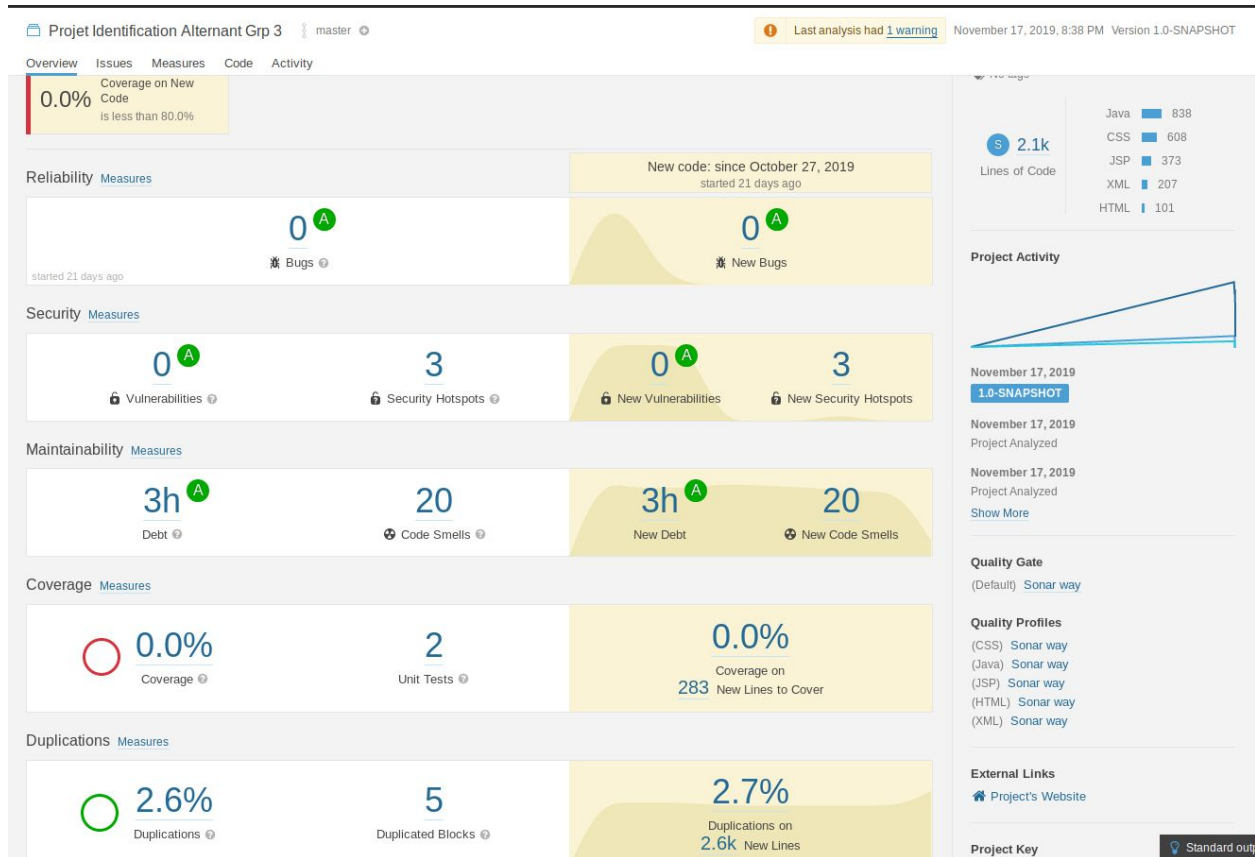 Projet Identification Alternant Grp 3 master
Last analysis had 1 warning November 17, 2019, 8:38 PM Version 1.0-SNAPSHOT
Overview Issues Measures Code Activity
0.0% Coverage on New
Code
is less than 80.0%
Reliability Measures
New code: since October 27, 2019
started 21 days ago
0 A
Bugs
started 21 days ago
0 A
New Bugs
Security Measures
0 A
Vulnerabilities
3
Security Hotspots
0 A
New Vulnerabilities
3
New Security Hotspots
Maintainability Measures
3h A
Debt
20
Code Smells
3h A
New Debt
20
New Code Smells
Coverage Measures
0.0%
Coverage
2
Unit Tests
0.0%
Coverage on
283 New Lines to Cover
Duplications Measures
2.6%
Duplications
5
Duplicated Blocks
2.7%
Duplications on
2.6k New Lines
No tags
S 2.1k
Lines of Code
Java 838
CSS 608
JSP 373
XML 207
HTML 101
Project Activity
November 17, 2019
1.0-SNAPSHOT
November 17, 2019
Project Analyzed
November 17, 2019
Project Analyzed
Show More
Quality Gate
(Default) Sonar way
Quality Profiles
(CSS) Sonar way
(Java) Sonar way
(JSP) Sonar way
(HTML) Sonar way
(XML) Sonar way
External Links
Project's Website
Project Key
Standard out